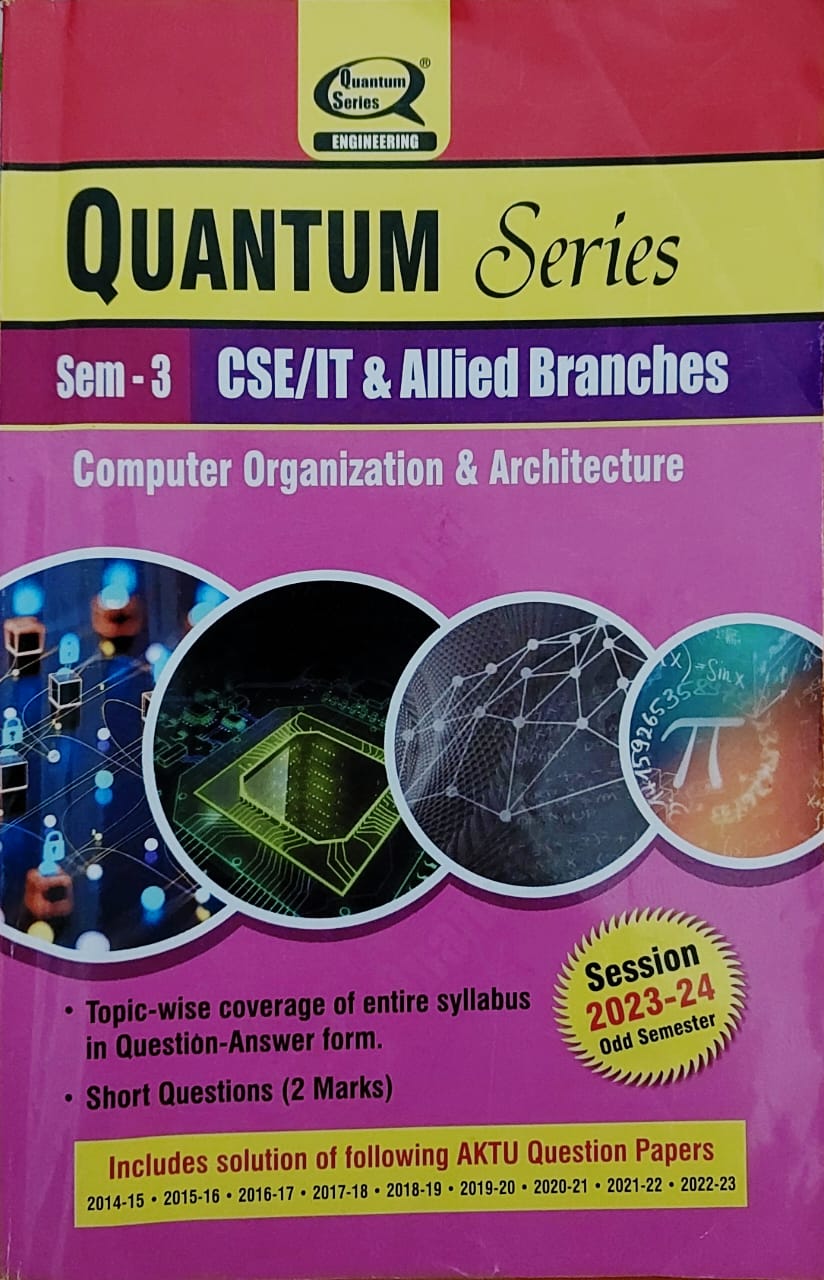 Quantum
Series
®
ENGINEERING
QUANTUM Series
Sem - 3 CSE/IT & Allied Branches
Computer Organization & Architecture
Sin x
π
Session
2023-24
Odd Semester
• Topic-wise coverage of entire syllabus
in Question-Answer form.
• Short Questions (2 Marks)
Includes solution of following AKTU Question Papers
2014-15 • 2015-16 • 2016-17 • 2017-18 • 2018-19 • 2019-20 • 2020-21 • 2021-22 • 2022-23